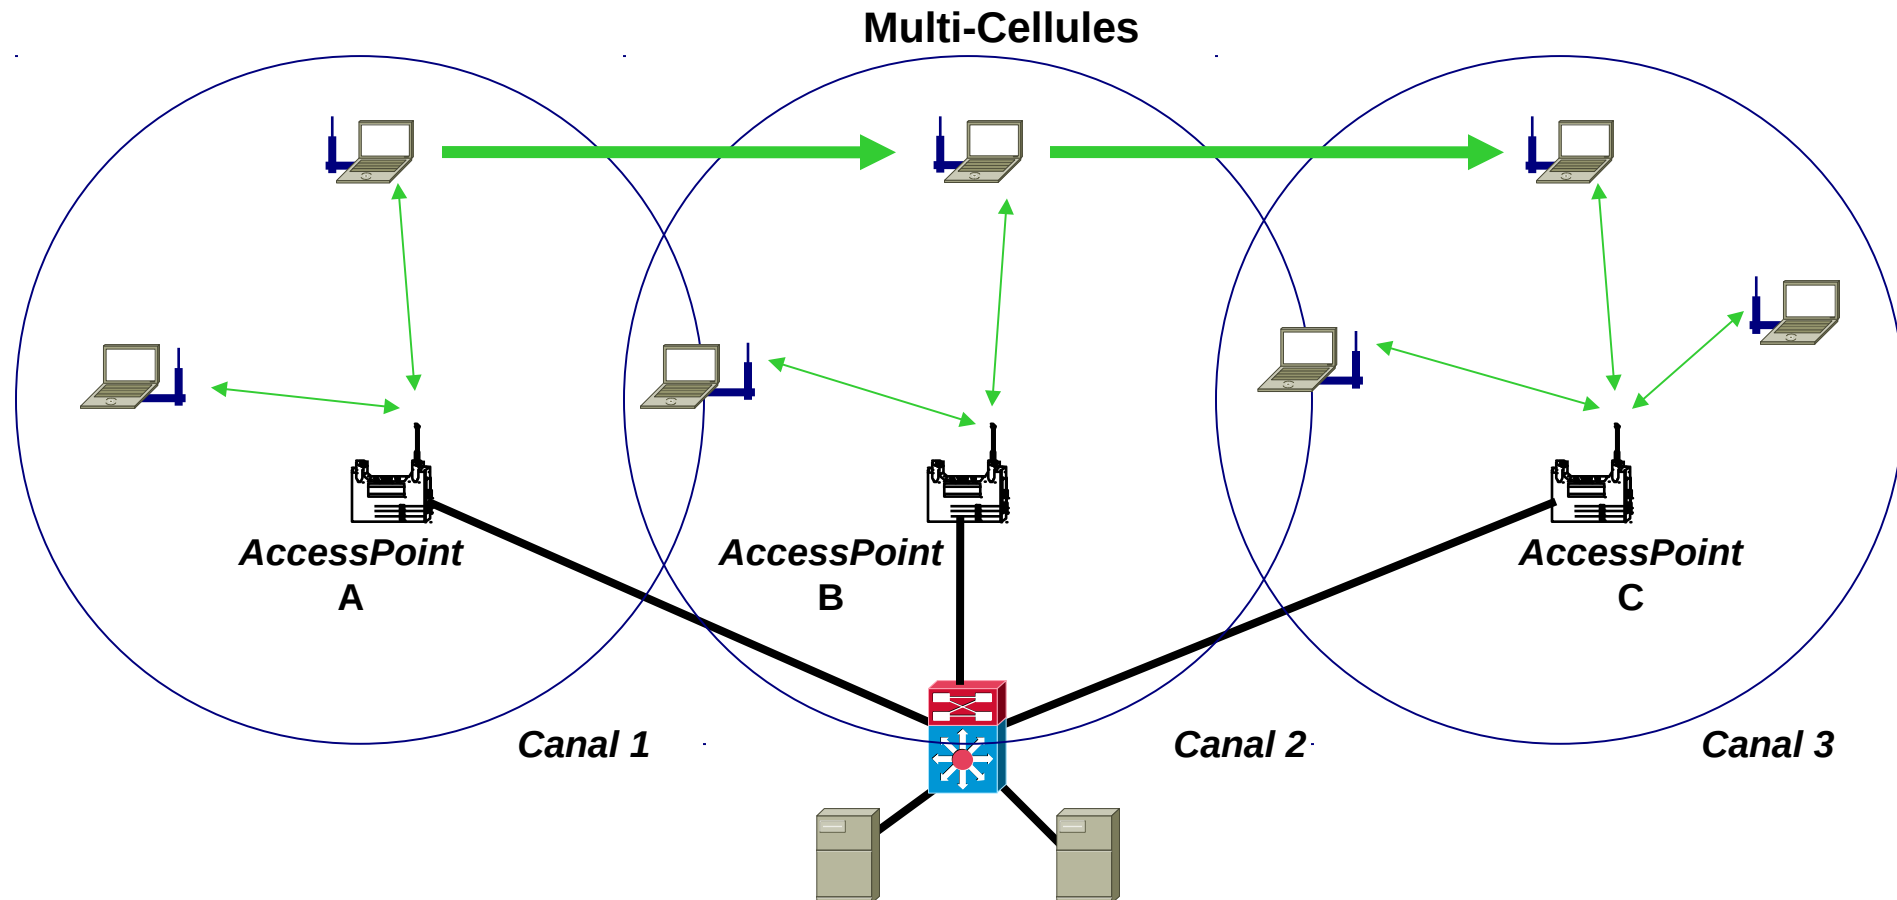 Multi-Cellules
AccessPoint
A
AccessPoint
B
AccessPoint
C
Canal 1
Canal 2
Canal 3